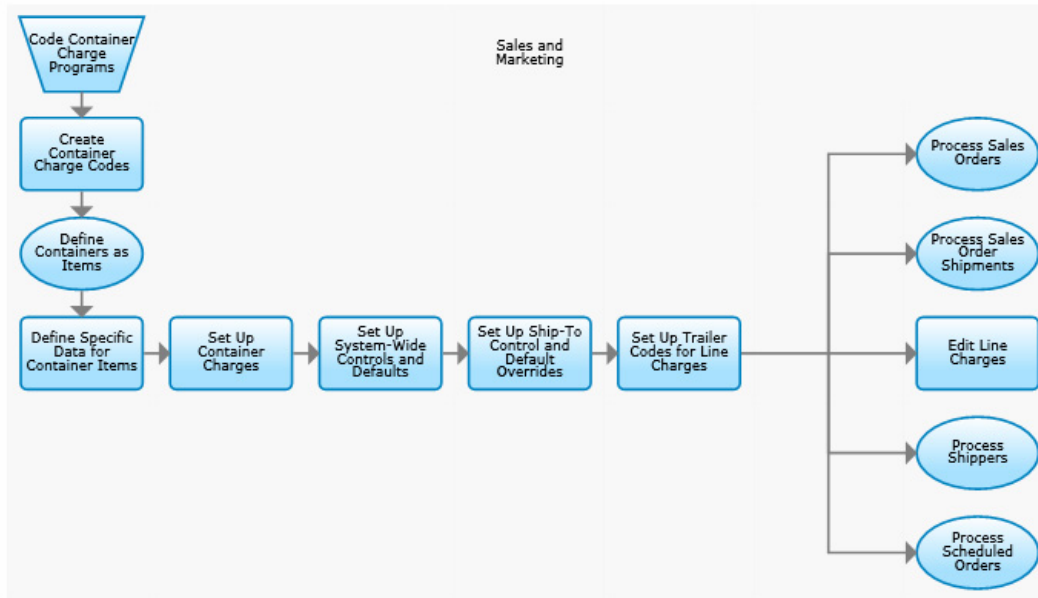 Code Container
Charge
Programs
Sales and
Marketing
Create
Container
Charge Codes
Process Sales
Orders
Define
Containers as
Items
Process Sales
Order
Shipments
Define Specific
Data for
Container Items
Set Up
Container
Charges
Set Up
System-Wide
Controls and
Defaults
Set Up Ship-To
Control and
Default
Overrides
Set Up Trailer
Codes for Line
Charges
Edit Line
Charges
Process
Shippers
Process
Scheduled
Orders